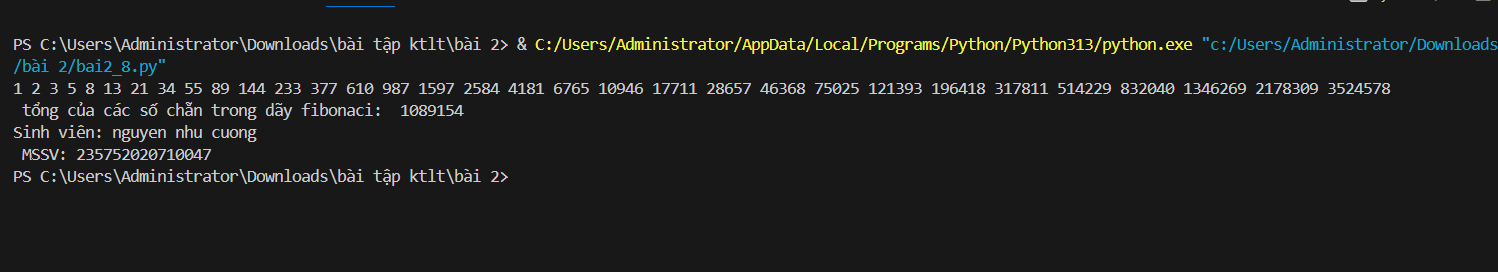 PS C:\Users\Administrator\Downloads\bài tập ktlt\bài 2> & C:/Users/Administrator/AppData/Local/Programs/Python/Python313/python.exe "c:/Users/Administrator/Downloads
/bài 2/bai2_8.py"
1 2 3 5 8 13 21 34 55 89 144 233 377 610 987 1597 2584 4181 6765 10946 17711 28657 46368 75025 121393 196418 317811 514229 832040 1346269 2178309 3524578
tổng của các số chẵn trong dãy fibonaci:  1089154
Sinh viên: nguyen nhu cuong
MSSV: 235752020710047
PS C:\Users\Administrator\Downloads\bài tập ktlt\bài 2>